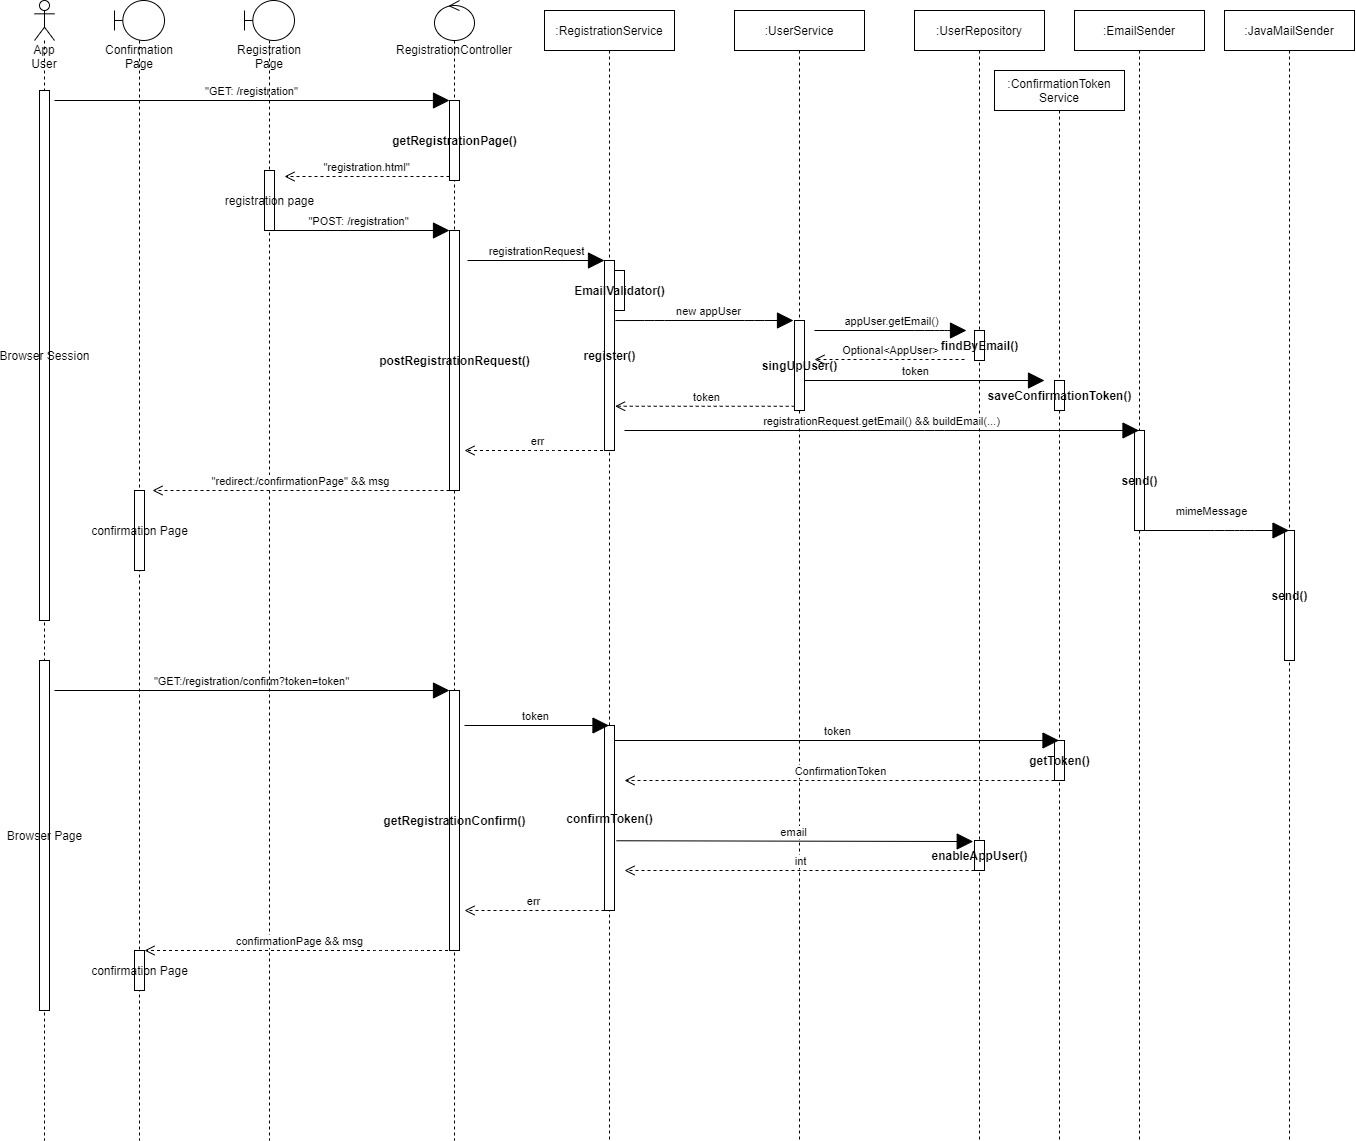 App
User
Confirmation
Page
Registration
Page
RegistrationController
:RegistrationService
:UserService
:UserRepository
:EmailSender
:JavaMailSender
:ConfirmationToken
Service
"GET: /registration"
getRegistrationPage()
"registration.html"
registration page
"POST: /registration"
registrationRequest
EmailValidator()
new appUser
appUser.getEmail()
findByEmail()
Optional<AppUser>
Browser Session
postRegistrationRequest()
register()
singUpUser()
token
saveConfirmationToken()
token
registrationRequest.getEmail() && buildEmail(...)
err
"redirect:/confirmationPage" && msg
send()
mimeMessage
confirmation Page
send()
"GET:/registration/confirm?token=token"
token
token
getToken()
ConfirmationToken
getRegistrationConfirm()
confirmToken()
Browser Page
email
enableAppUser()
int
err
confirmationPage && msg
confirmation Page